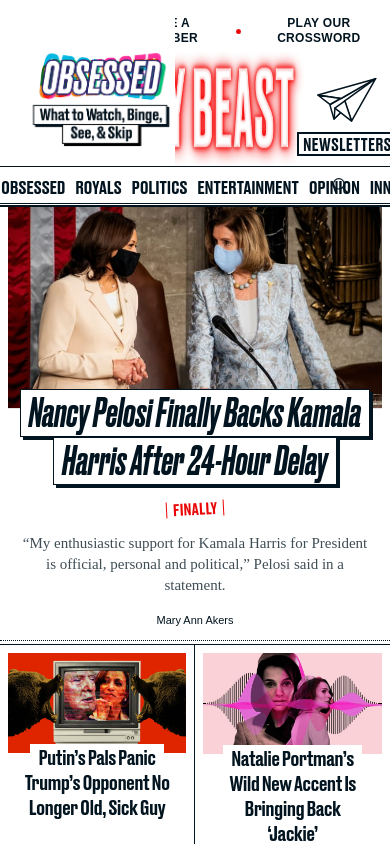 E A
BER
PLAY OUR
CROSSWORD
OBSESSED
What to Watch, Binge,
See, & Skip
Y BEAST
NEWSLETTERS
OBSESSED ROYALS POLITICS ENTERTAINMENT OPINION INN
Nancy Pelosi Finally Backs Kamala
Harris After 24-Hour Delay
FINALLY
“My enthusiastic support for Kamala Harris for President
is official, personal and political,” Pelosi said in a
statement.
Mary Ann Akers
Putin’s Pals Panic
Trump’s Opponent No
Longer Old, Sick Guy
Natalie Portman’s
Wild New Accent Is
Bringing Back
‘Jackie’